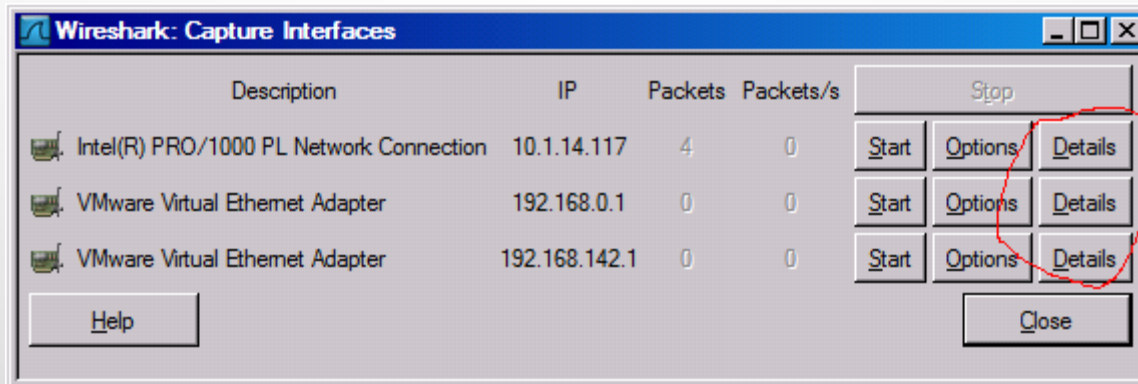 Wireshark: Capture Interfaces
Description IP Packets Packets/s Stop
Intel(R) PRO/1000 PL Network Connection 10.1.14.117 4 0 Start Options Details
VMware Virtual Ethernet Adapter 192.168.0.1 0 0 Start Options Details
VMware Virtual Ethernet Adapter 192.168.142.1 0 0 Start Options Details
Help Close